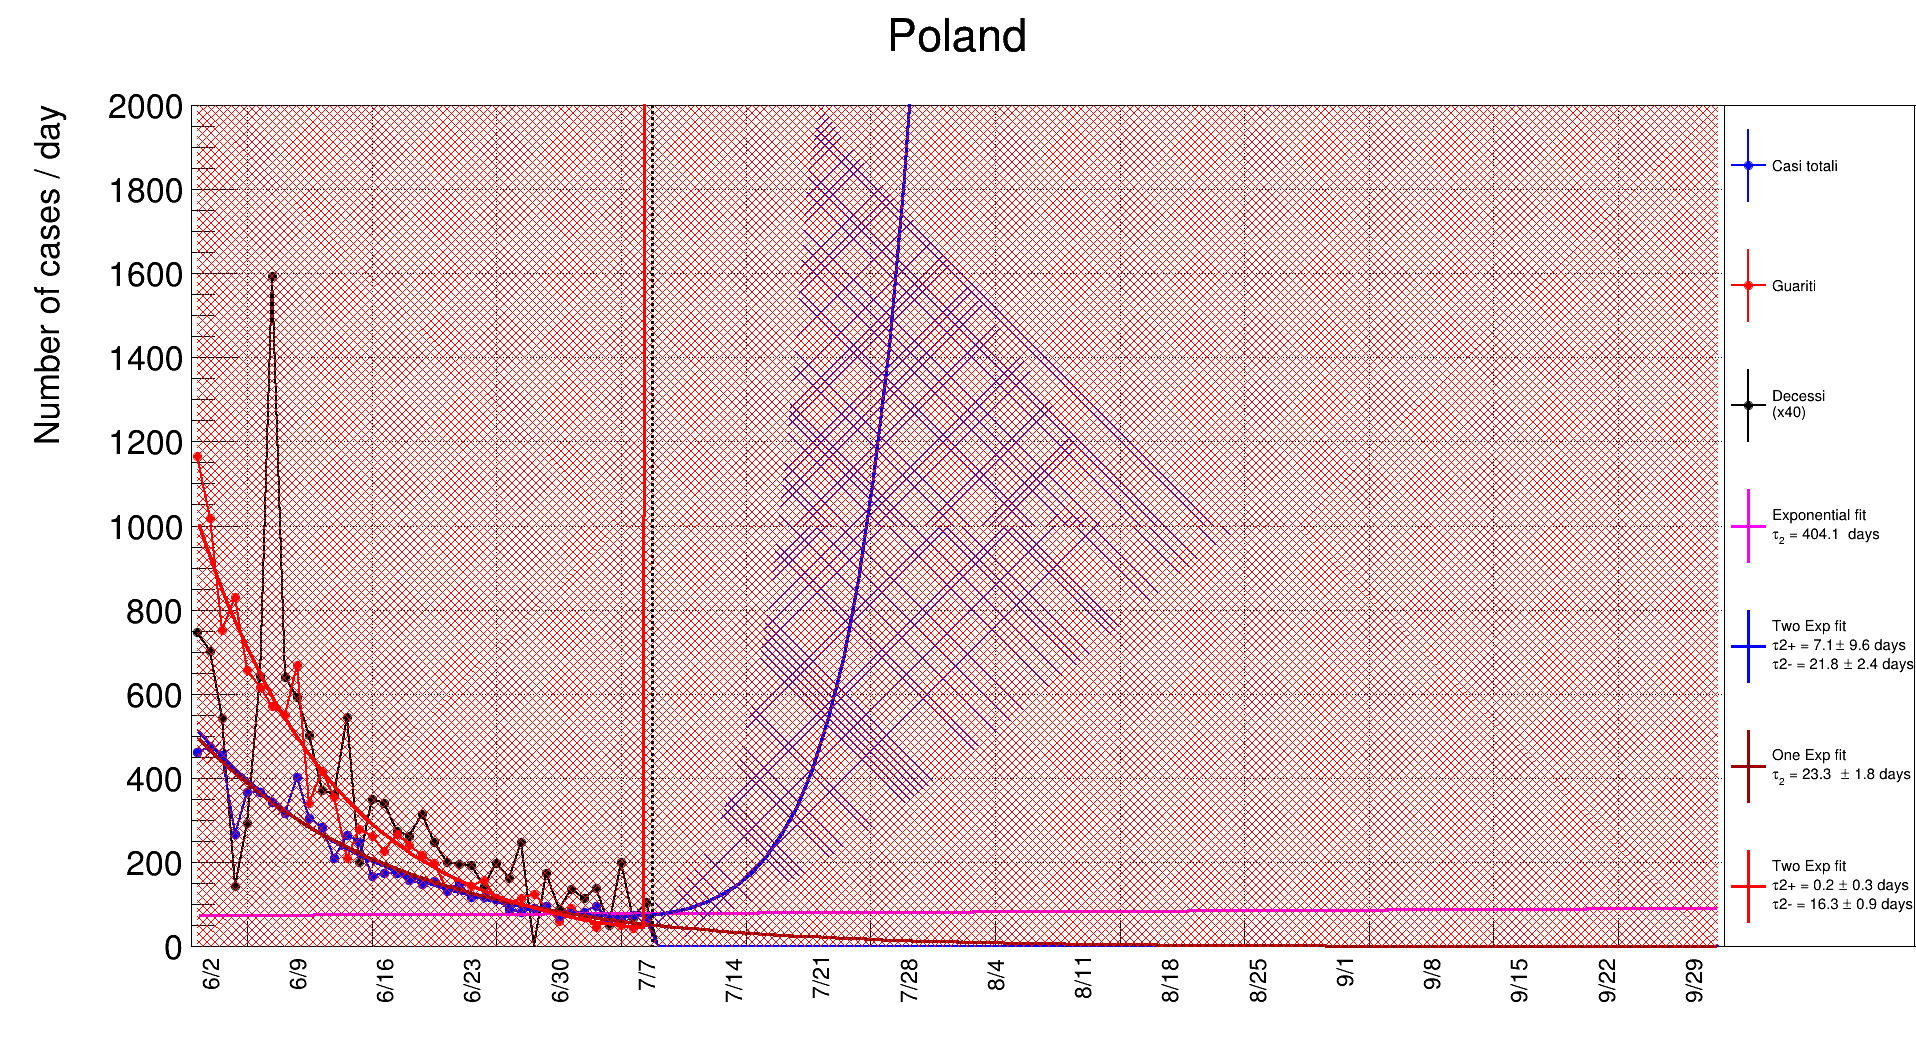 Poland
Number of cases / day
2000
1800
1600
1400
1200
1000
800
600
400
200
0
6/2
6/9
6/16
6/23
6/30
7/7
7/14
7/21
7/28
8/4
8/11
8/18
8/25
9/1
9/8
9/15
9/22
9/29
Casi totali
Guariti
Decessi
(x40)
Exponential fit
τ2 = 404.1 days
Two Exp fit
τ2+ = 7.1± 9.6 days
τ2- = 21.8 ± 2.4 days
One Exp fit
τ2 = 23.3 ± 1.8 days
Two Exp fit
τ2+ = 0.2 ± 0.3 days
τ2- = 16.3 ± 0.9 days